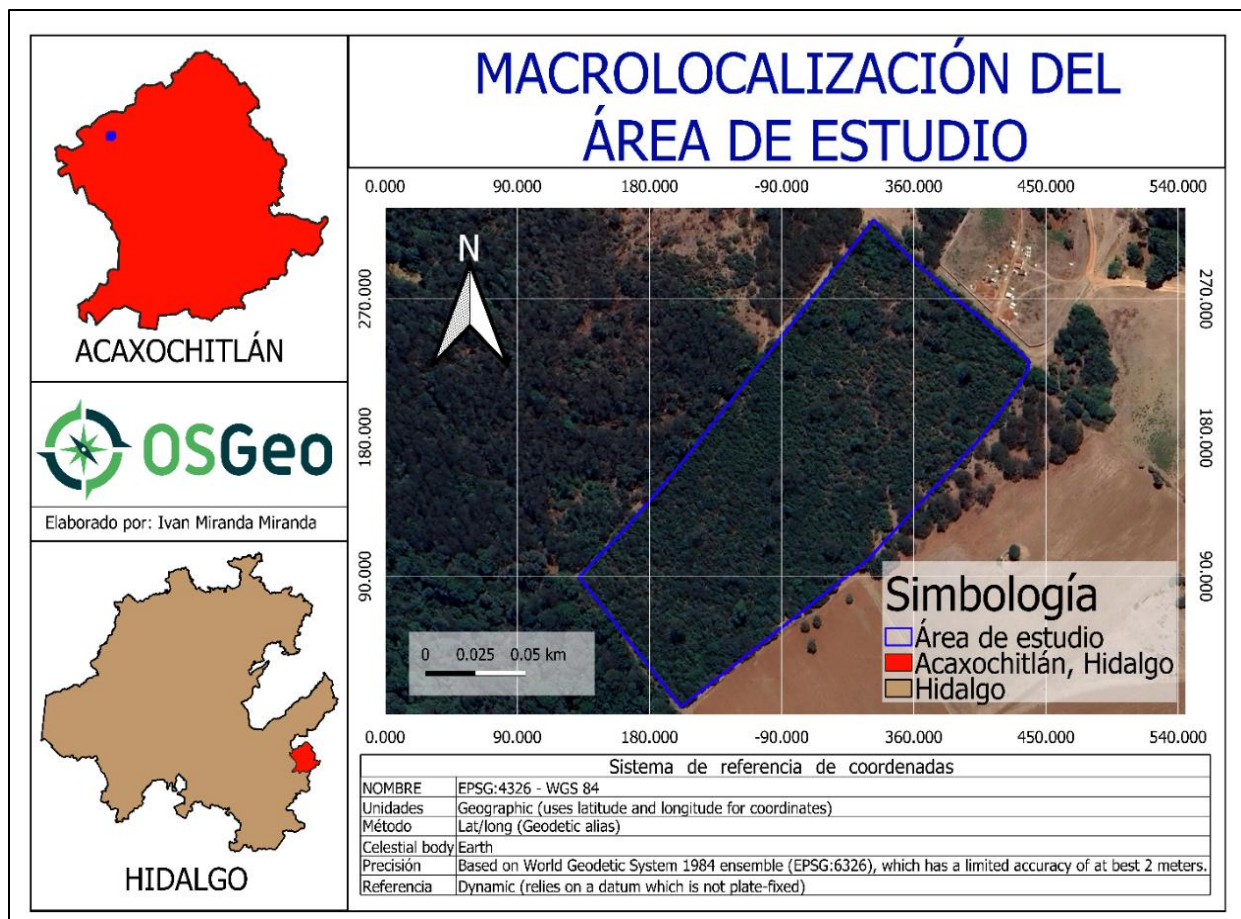 MACROLOCALIZACIÓN DEL
ÁREA DE ESTUDIO
ACAXOCHITLÁN
OSGeo
Elaborado por: Ivan Miranda Miranda
HIDALGO
0.000 90.000 180.000 -90.000 360.000 450.000 540.000
N
270.000
180.000
90.000
270.000
180.000
90.000
0 0.025 0.05 km
Simbología
Área de estudio
Acaxochitlán, Hidalgo
Hidalgo
0.000 90.000 180.000 -90.000 360.000 450.000 540.000
Sistema de referencia de coordenadas
NOMBRE EPSG:4326 - WGS 84
Unidades Geographic (uses latitude and longitude for coordinates)
Método Lat/long (Geodetic alias)
Celestial body Earth
Precisión Based on World Geodetic System 1984 ensemble (EPSG:6326), which has a limited accuracy of at best 2 meters.
Referencia Dynamic (relies on a datum which is not plate-fixed)